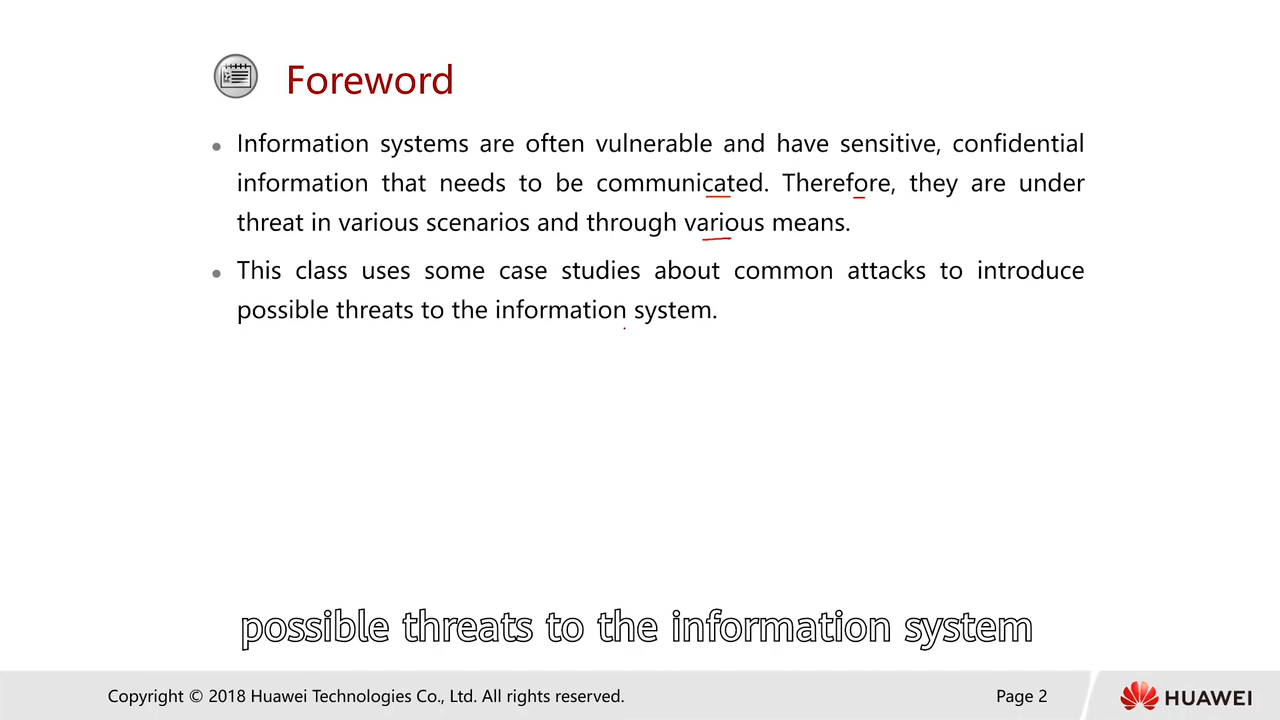 Foreword
• Information systems are often vulnerable and have sensitive, confidential
information that needs to be communicated. Therefore, they are under
threat in various scenarios and through various means.
• This class uses some case studies about common attacks to introduce
possible threats to the information system.
possible threats to the information system
Copyright © 2018 Huawei Technologies Co., Ltd. All rights reserved.
Page 2
HUAWEI